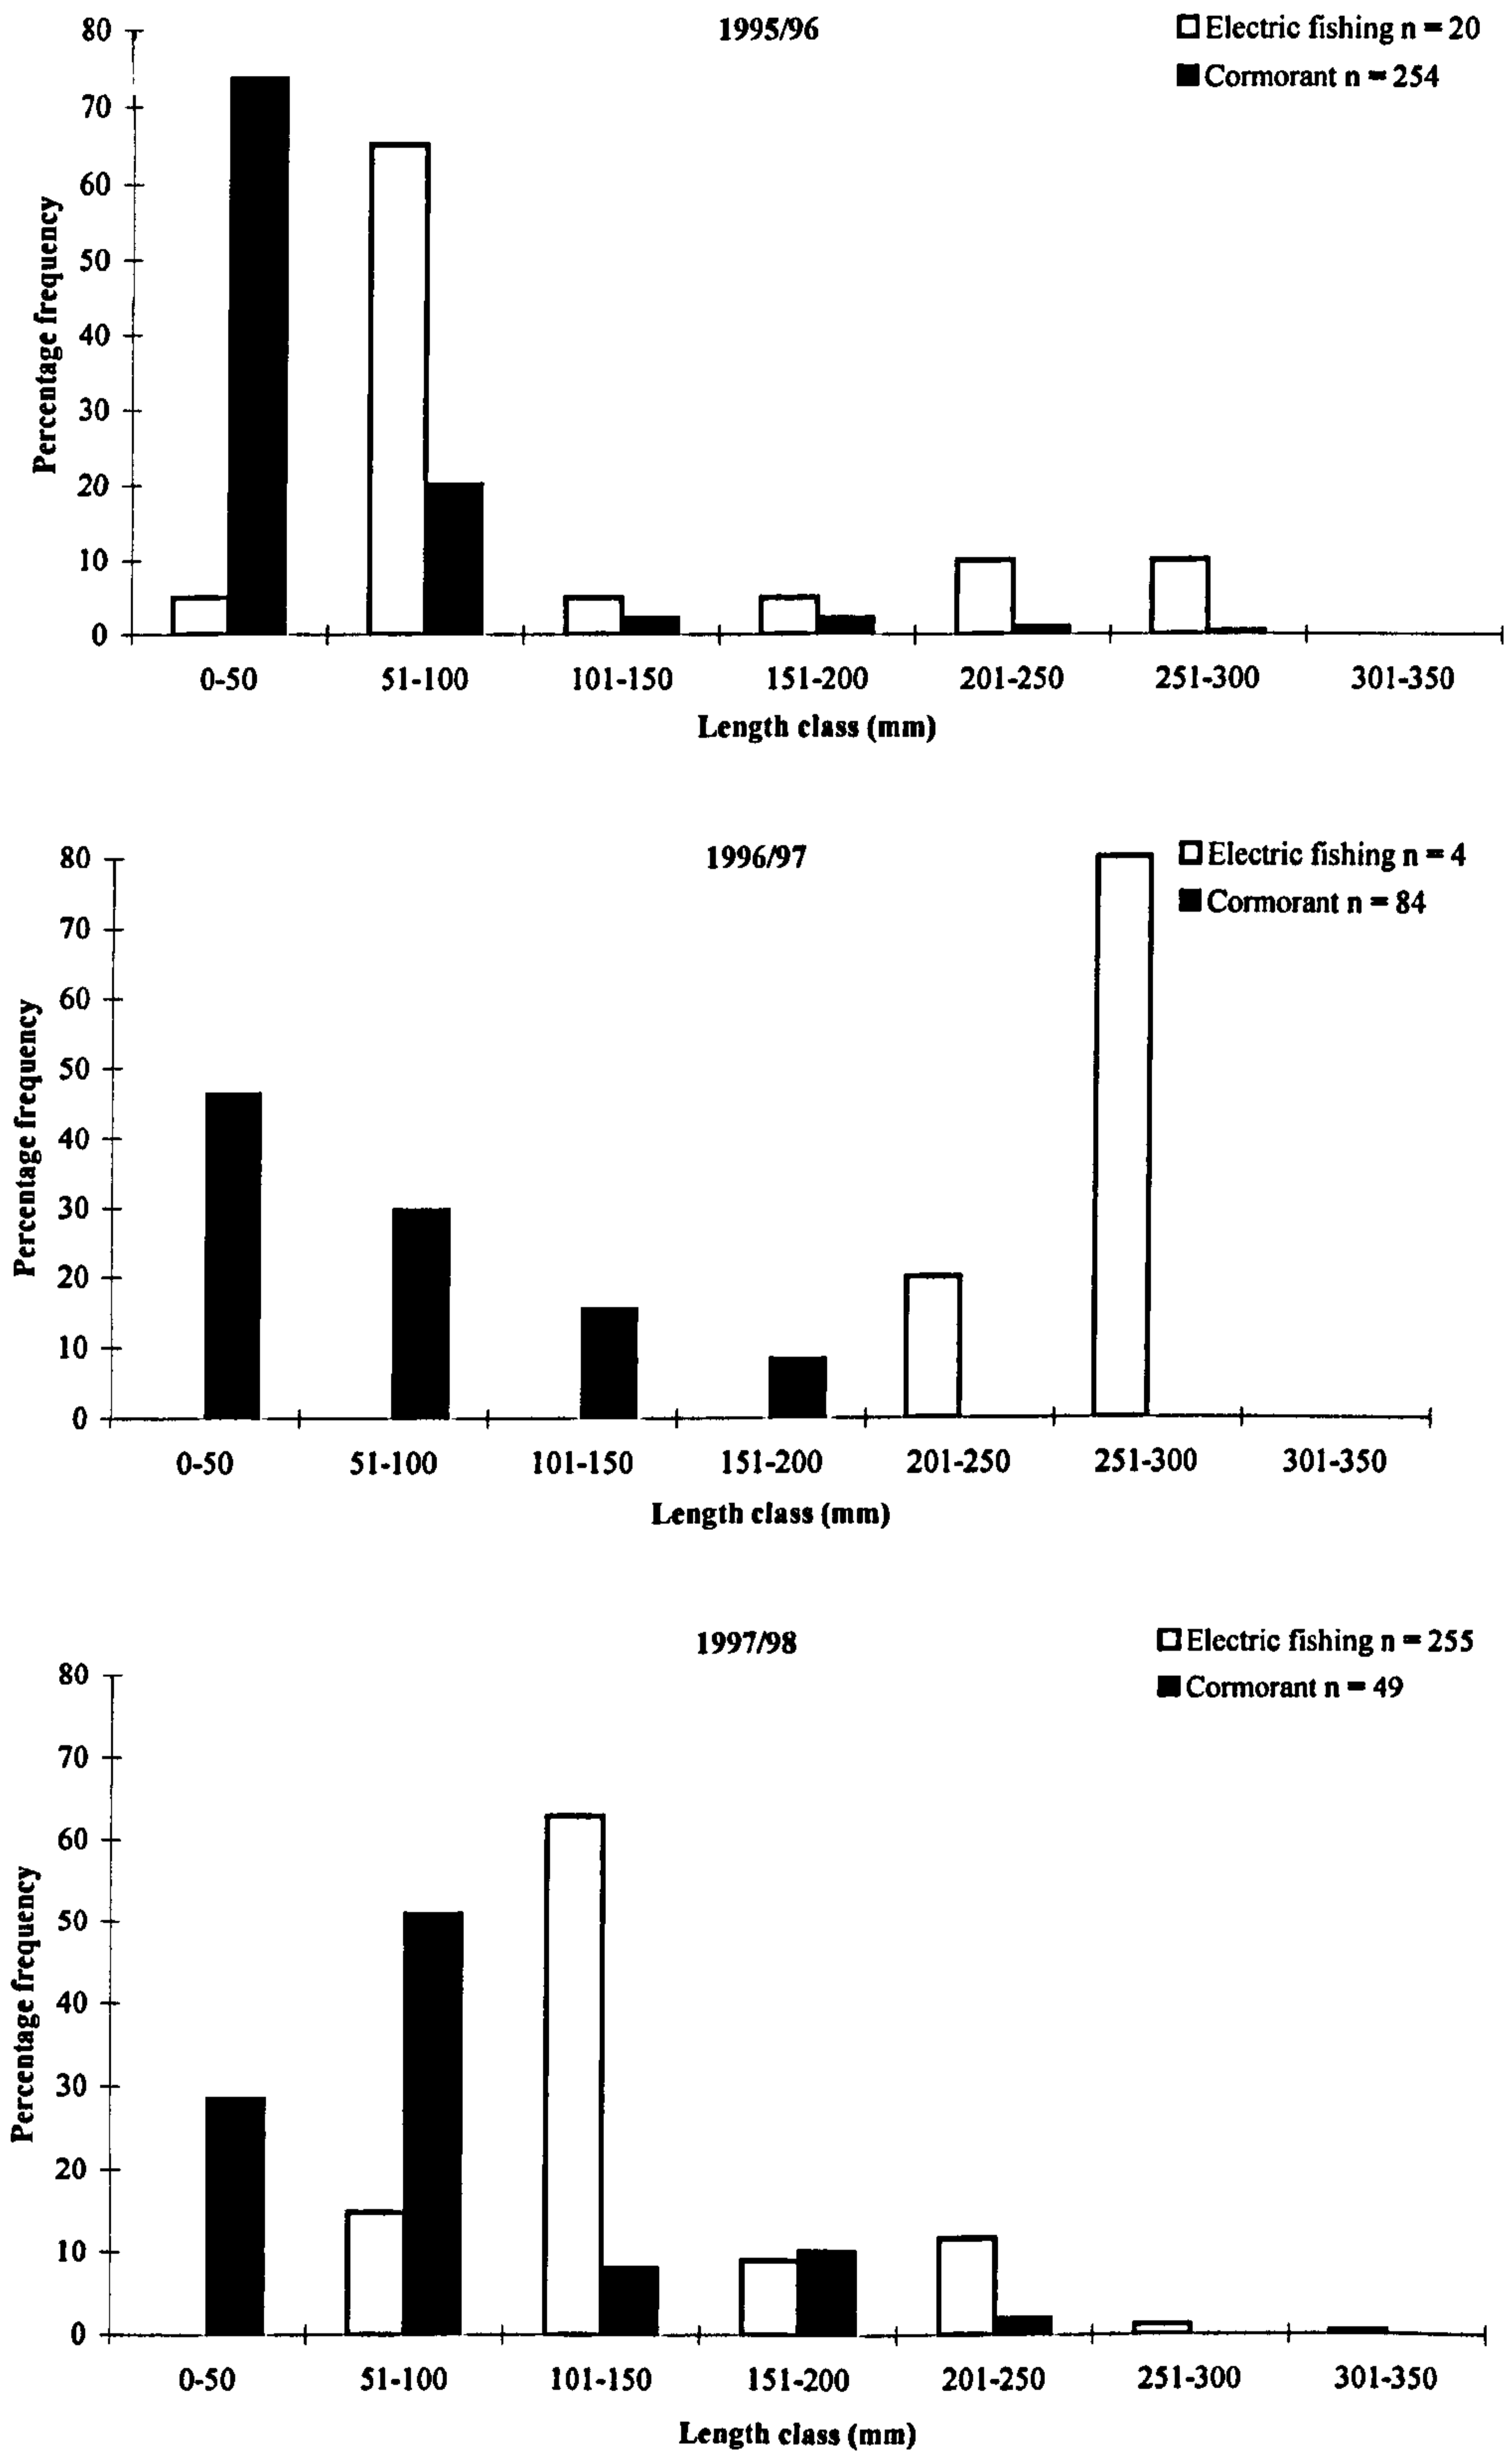 1995/96
Electric fishing n = 20
Cormorant n = 254
80
70
60
50
40
30
20
10
0
Percentage frequency
0-50 51-100 101-150 151-200 201-250 251-300 301-350
Length class (mm)
1996/97
Electric fishing n = 4
Cormorant n = 84
80
70
60
50
40
30
20
10
0
Percentage frequency
0-50 51-100 101-150 151-200 201-250 251-300 301-350
Length class (mm)
1997/98
Electric fishing n = 255
Cormorant n = 49
80
70
60
50
40
30
20
10
0
Percentage frequency
0-50 51-100 101-150 151-200 201-250 251-300 301-350
Length class (mm)